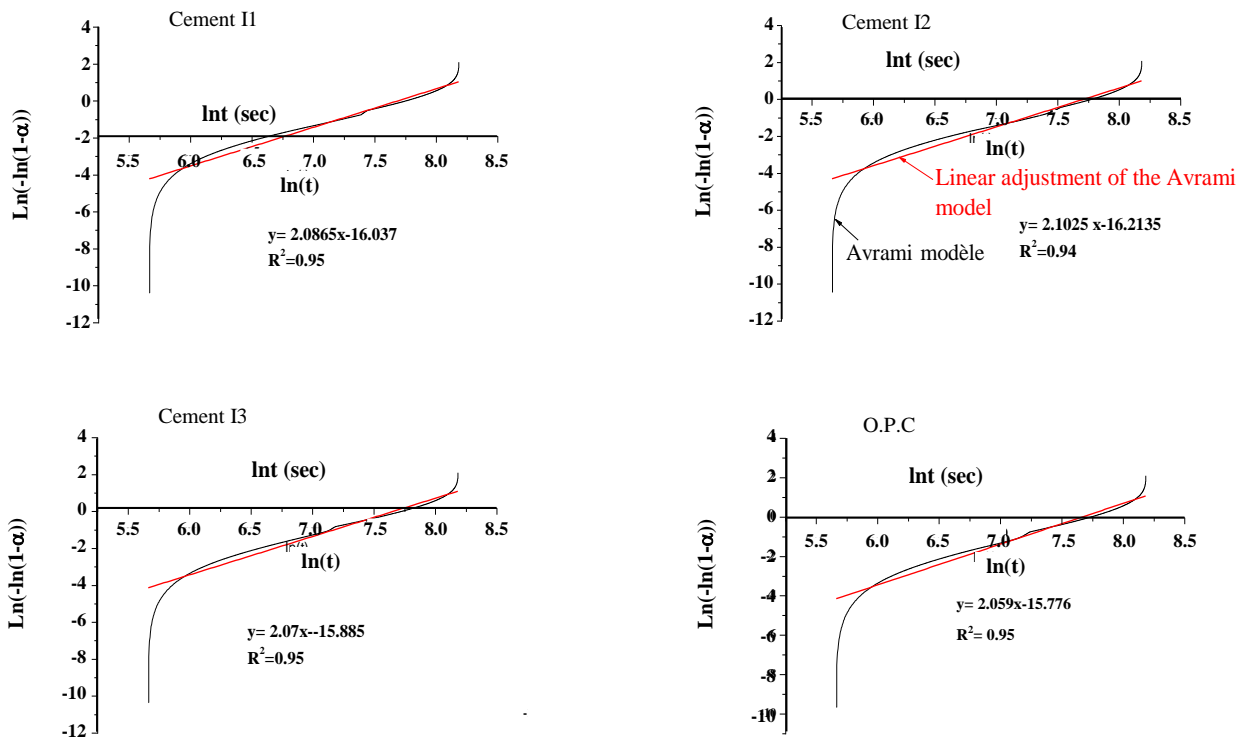 Cement I1
4
2
0
-2
-4
-6
-8
-10
-12
Ln(-ln(1-α))
lnt (sec)
5.5 6.0 6.5 7.0 7.5 8.0 8.5
ln(t)
y= 2.0865x-16.037
R²=0.95
Cement I2
4
2
0
-2
-4
-6
-8
-10
-12
Ln(-ln(1-α))
lnt (sec)
5.5 6.0 6.5 7.0 7.5 8.0 8.5
ln(t)
Linear adjustment of the Avrami
model
Avrami modèle
y= 2.1025 x-16.2135
R²=0.94
Cement I3
4
2
0
-2
-4
-6
-8
-10
-12
Ln(-ln(1-α))
lnt (sec)
5.5 6.0 6.5 7.0 7.5 8.0 8.5
ln(t)
y= 2.07x--15.885
R²=0.95
O.P.C
4
2
0
-2
-4
-6
-8
-10
Ln(-ln(1-α))
lnt (sec)
5.5 6.0 6.5 7.0 7.5 8.0 8.5
ln(t)
y= 2.059x-15.776
R²= 0.95